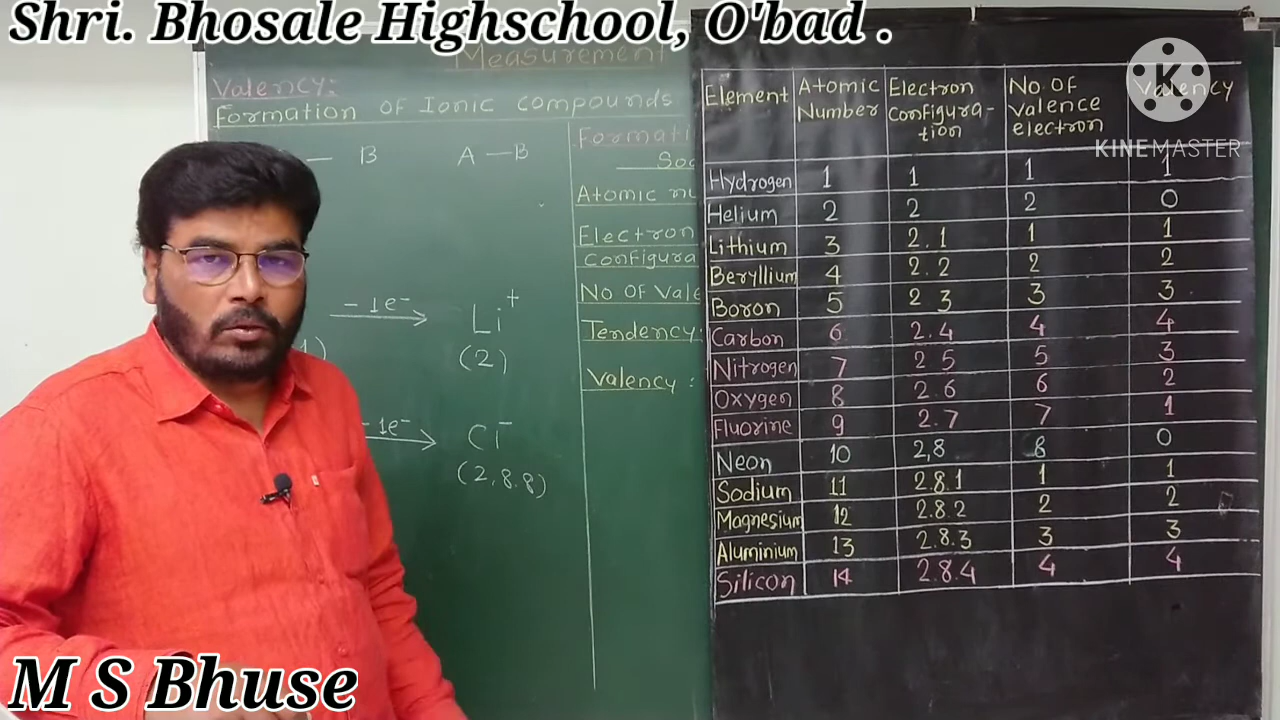 Shri. Bhosale Highschool, O'bad .
Measurement
Valency:
Formation of Ionic compounds
— B A — B
-1e⁻ → Li⁺
1) (2)
-1e⁻ → Cl⁻
(2,8.8)
Formati
So
Atomic nu
Electron
configura
No Of Vale
Tendency:
Valency :
Element Atomic Number Electron configura-tion No Of Valence electron Valency
Hydrogen 1 1 1 1
Helium 2 2 2 0
Lithium 3 2.1 1 1
Beryllium 4 2.2 2 2
Boron 5 2 3 3 3
Carbon 6 2.4 4 4
Nitrogen 7 2 5 5 3
Oxygen 8 2 6 6 2
Fluorine 9 2.7 7 1
Neon 10 2,8 8 0
Sodium 11 2.8.1 1 1
Magnesium 12 2.8.2 2 2
Aluminium 13 2.8.3 3 3
Silicon 14 2.8.4 4 4
K
KINEMASTER
M S Bhuse